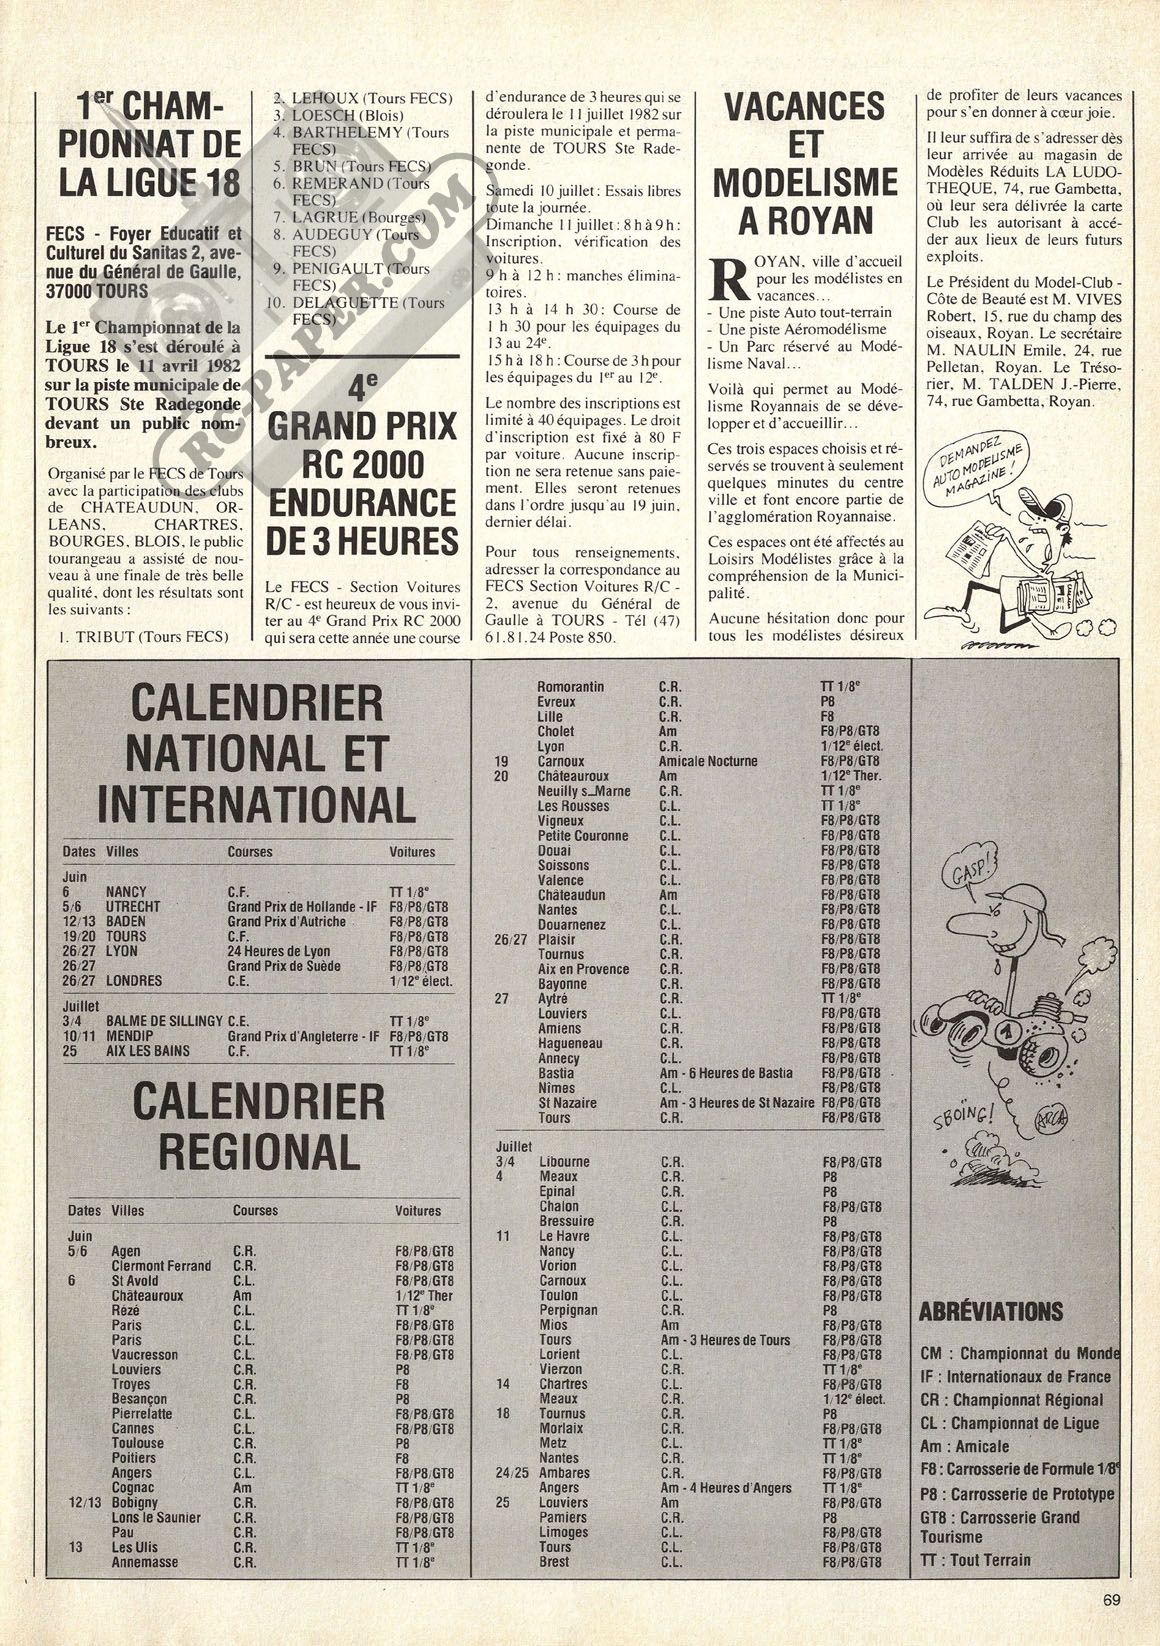 1er CHAM-
PIONNAT DE
LA LIGUE 18
FECS - Foyer Educatif et
Culturel du Sanitas 2, ave-
nue du Général de Gaulle,
37000 TOURS
Le 1er Championnat de la
Ligue 18 s'est déroulé à
TOURS le 11 avril 1982
sur la piste municipale de
TOURS Ste Radegonde
devant un public nom-
breux.
Organisé par le FECS de Tours
avec la participation des clubs
de CHATEAUDUN, OR-
LEANS, CHARTRES,
BOURGES, BLOIS, le public
tourangeau a assisté de nou-
veau à une finale de très belle
qualité, dont les résultats sont
les suivants :
1. TRIBUT (Tours FECS)
2. LEHOUX (Tours FECS)
3. LOESCH (Blois)
4. BARTHELEMY (Tours
FECS)
5. BRUN (Tours FECS)
6. REMERAND (Tours
FECS)
7. LAGRUE (Bourges)
8. AUDEGUY (Tours
FECS)
9. PENIGAULT (Tours
FECS)
10. DELAGUETTE (Tours
FECS)
RC-PAPER.COM
4e
GRAND PRIX
RC 2000
ENDURANCE
DE 3 HEURES
Le FECS - Section Voitures
R/C - est heureux de vous invi-
ter au 4e Grand Prix RC 2000
qui sera cette année une course
d'endurance de 3 heures qui se
déroulera le 11 juillet 1982 sur
la piste municipale et perma-
nente de TOURS Ste Rade-
gonde.
Samedi 10 juillet : Essais libres
toute la journée.
Dimanche 11 juillet : 8 h à 9 h :
Inscription, vérification des
voitures.
9 h à 12 h : manches élimina-
toires.
13 h à 14 h 30 : Course de
1 h 30 pour les équipages du
13 au 24e.
15 h à 18 h : Course de 3 h pour
les équipages du 1er au 12e.
Le nombre des inscriptions est
limité à 40 équipages. Le droit
d'inscription est fixé à 80 F
par voiture. Aucune inscrip-
tion ne sera retenue sans paie-
ment. Elles seront retenues
dans l'ordre jusqu'au 19 juin,
dernier délai.
Pour tous renseignements,
adresser la correspondance au
FECS Section Voitures R/C -
2, avenue du Général de
Gaulle à TOURS - Tél (47)
61.81.24 Poste 850.
VACANCES
ET
MODELISME
A ROYAN
ROYAN, ville d'accueil
pour les modélistes en
vacances...
- Une piste Auto tout-terrain
- Une piste Aéromodélisme
- Un Parc réservé au Modé-
lisme Naval...
Voilà qui permet au Modé-
lisme Royannais de se déve-
lopper et d'accueillir...
Ces trois espaces choisis et ré-
servés se trouvent à seulement
quelques minutes du centre
ville et font encore partie de
l'agglomération Royannaise.
Ces espaces ont été affectés au
Loisirs Modélistes grâce à la
compréhension de la Munici-
palité.
Aucune hésitation donc pour
tous les modélistes désireux
de profiter de leurs vacances
pour s'en donner à cœur joie.
Il leur suffira de s'adresser dès
leur arrivée au magasin de
Modèles Réduits LA LUDO-
THEQUE, 74, rue Gambetta,
où leur sera délivrée la carte
Club les autorisant à accé-
der aux lieux de leurs futurs
exploits.
Le Président du Model-Club -
Côte de Beauté est M. VIVES
Robert, 15, rue du champ des
oiseaux, Royan. Le secrétaire
M. NAULIN Emile, 24, rue
Pelletan, Royan. Le Tréso-
rier, M. TALDEN J.-Pierre,
74, rue Gambetta, Royan.
DEMANDEZ
AUTO MODELISME
MAGAZINE !
CALENDRIER
NATIONAL ET
INTERNATIONAL
Dates Villes Courses Voitures
Juin
6 NANCY C.F. TT 1/8e
5/6 UTRECHT Grand Prix de Hollande - IF F8/P8/GT8
12/13 BADEN Grand Prix d'Autriche F8/P8/GT8
19/20 TOURS C.F. F8/P8/GT8
26/27 LYON 24 Heures de Lyon F8/P8/GT8
26/27 Grand Prix de Suède F8/P8/GT8
26/27 LONDRES C.E. 1/12e élect.
Juillet
3/4 BALME DE SILLINGY C.E. TT 1/8e
10/11 MENDIP Grand Prix d'Angleterre - IF F8/P8/GT8
25 AIX LES BAINS C.F. TT 1/8e
CALENDRIER
REGIONAL
Dates Villes Courses Voitures
Juin
5/6 Agen C.R. F8/P8/GT8
Clermont Ferrand C.R. F8/P8/GT8
6 St Avold C.L. F8/P8/GT8
Châteauroux Am 1/12e Ther
Rézé C.L. TT 1/8e
Paris C.L. F8/P8/GT8
Paris C.L. F8/P8/GT8
Vaucresson C.L. F8/P8/GT8
Louviers C.R. P8
Troyes C.R. F8
Besançon C.R. P8
Pierrelatte C.L. F8/P8/GT8
Cannes C.L. F8/P8/GT8
Toulouse C.R. P8
Poitiers C.R. F8
Angers C.L. F8/P8/GT8
Cognac Am TT 1/8e
12/13 Bobigny C.R. F8/P8/GT8
Lons le Saunier C.R. F8/P8/GT8
Pau C.R. F8/P8/GT8
13 Les Ulis C.R. TT 1/8e
Annemasse C.R. TT 1/8e
Romorantin C.R. TT 1/8e
Evreux C.R. P8
Lille C.R. F8
Cholet Am F8/P8/GT8
Lyon C.R. 1/12e élect.
19 Carnoux Amicale Nocturne F8/P8/GT8
20 Châteauroux Am 1/12e Ther.
Neuilly s_Marne C.R. TT 1/8e
Les Rousses C.L. TT 1/8e
Vigneux C.L. F8/P8/GT8
Petite Couronne C.L. F8/P8/GT8
Douai C.L. F8/P8/GT8
Soissons C.L. F8/P8/GT8
Valence C.L. F8/P8/GT8
Châteaudun Am F8/P8/GT8
Nantes C.L. F8/P8/GT8
Douarnenez C.L. F8/P8/GT8
26/27 Plaisir C.R. F8/P8/GT8
Tournus C.R. F8/P8/GT8
Aix en Provence C.R. F8/P8/GT8
Bayonne C.R. F8/P8/GT8
27 Aytré C.R. TT 1/8e
Louviers C.L. F8/P8/GT8
Amiens C.R. F8/P8/GT8
Hagueneau C.R. F8/P8/GT8
Annecy C.L. F8/P8/GT8
Bastia Am - 6 Heures de Bastia F8/P8/GT8
Nîmes C.L. F8/P8/GT8
St Nazaire Am - 3 Heures de St Nazaire F8/P8/GT8
Tours C.R. F8/P8/GT8
Juillet
3/4 Libourne C.R. F8/P8/GT8
4 Meaux C.R. P8
Epinal C.R. P8
Chalon C.L. F8/P8/GT8
Bressuire C.R. P8
11 Le Havre C.L. F8/P8/GT8
Nancy C.L. F8/P8/GT8
Vorion C.L. F8/P8/GT8
Carnoux C.L. F8/P8/GT8
Toulon C.L. F8/P8/GT8
Perpignan C.R. P8
Mios Am F8/P8/GT8
Tours Am - 3 Heures de Tours F8/P8/GT8
Lorient C.L. F8/P8/GT8
Vierzon C.R. TT 1/8e
14 Chartres C.L. F8/P8/GT8
Meaux C.R. 1/12e élect.
18 Tournus C.R. P8
Morlaix C.R. F8/P8/GT8
Metz C.L. TT 1/8e
Nantes C.R. TT 1/8e
24/25 Ambares C.R. F8/P8/GT8
Angers Am - 4 Heures d'Angers TT 1/8e
25 Louviers Am F8/P8/GT8
Pamiers C.R. P8
Limoges C.L. F8/P8/GT8
Tours C.L. F8/P8/GT8
Brest C.L. F8/P8/GT8
GASP!
1
SBOÏNG!
ARCA
ABRÉVIATIONS
CM : Championnat du Monde
IF : Internationaux de France
CR : Championnat Régional
CL : Championnat de Ligue
Am : Amicale
F8 : Carrosserie de Formule 1/8e
P8 : Carrosserie de Prototype
GT8 : Carrosserie Grand
Tourisme
TT : Tout Terrain
69